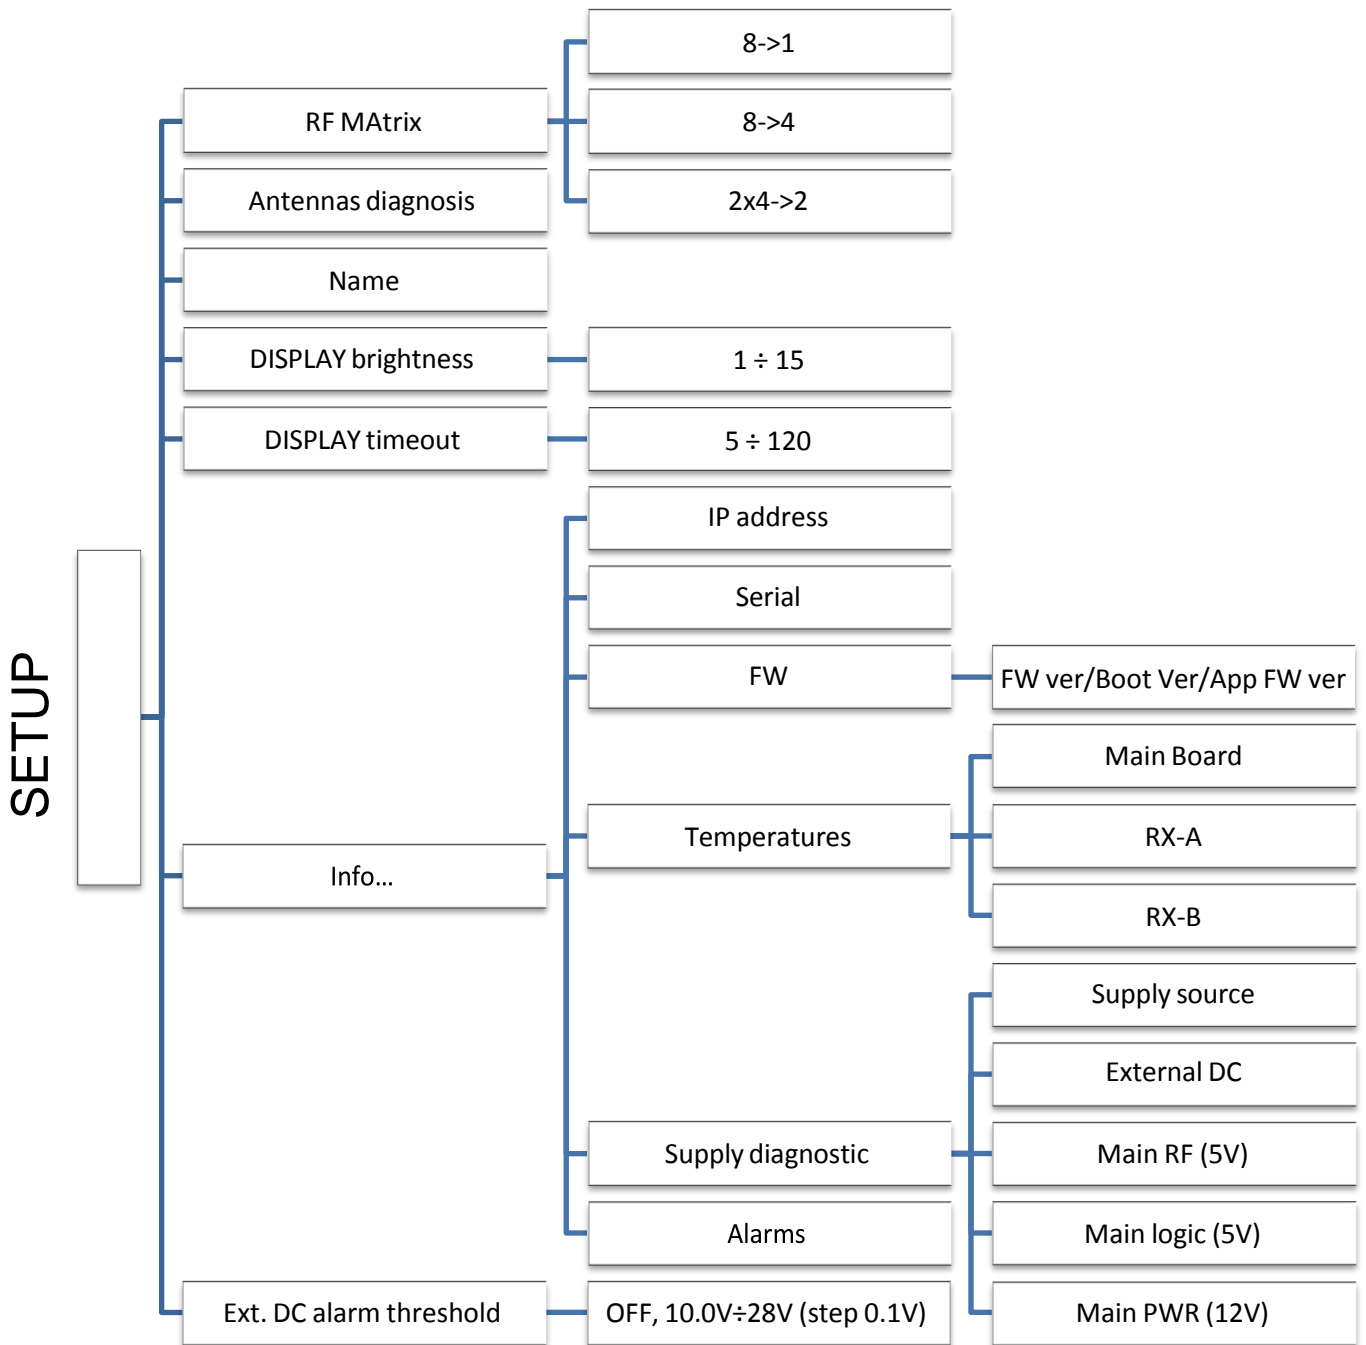 SETUP
RF MAtrix
8->1
8->4
2x4->2
Antennas diagnosis
Name
DISPLAY brightness
1 ÷ 15
DISPLAY timeout
5 ÷ 120
Info...
IP address
Serial
FW
FW ver/Boot Ver/App FW ver
Temperatures
Main Board
RX-A
RX-B
Supply diagnostic
Supply source
External DC
Main RF (5V)
Main logic (5V)
Main PWR (12V)
Alarms
Ext. DC alarm threshold
OFF, 10.0V÷28V (step 0.1V)